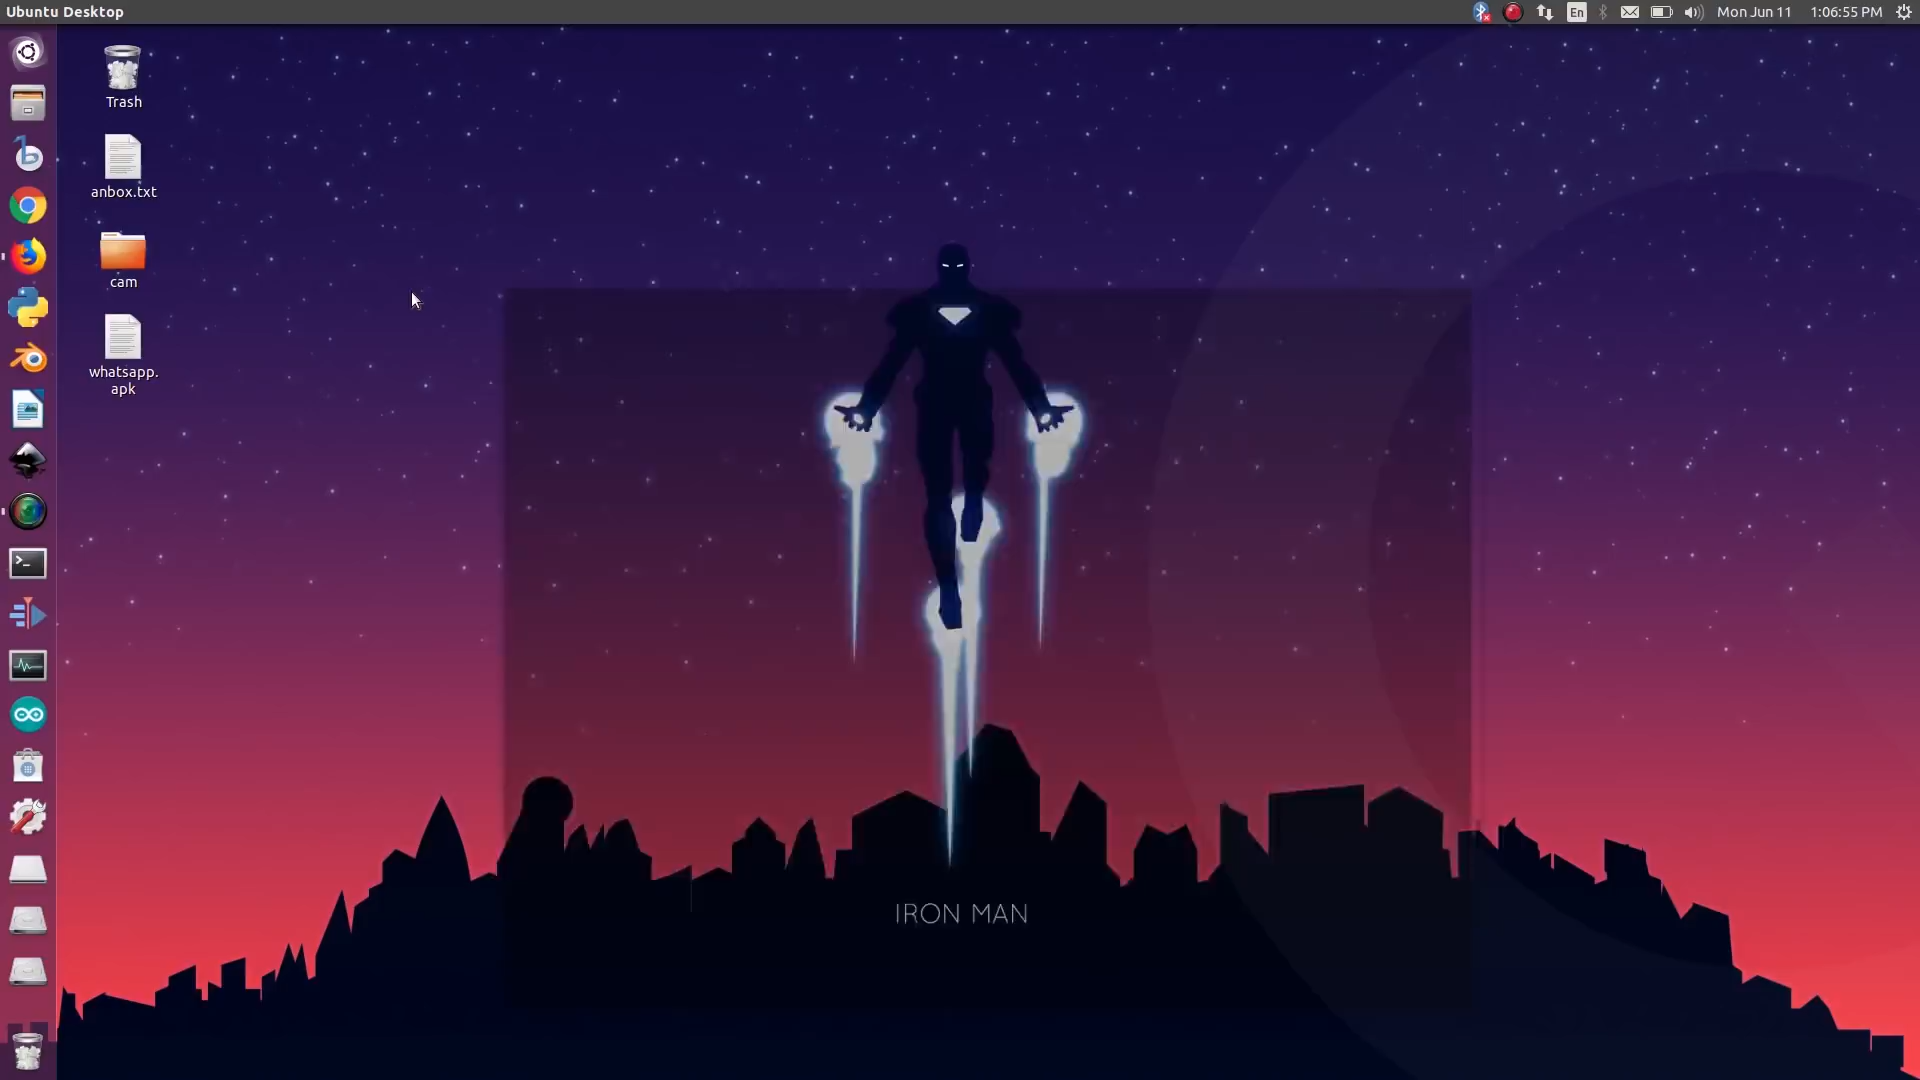 Ubuntu Desktop
En
Mon Jun 11
1:06:55 PM
Trash
anbox.txt
cam
whatsapp.
apk
IRON MAN